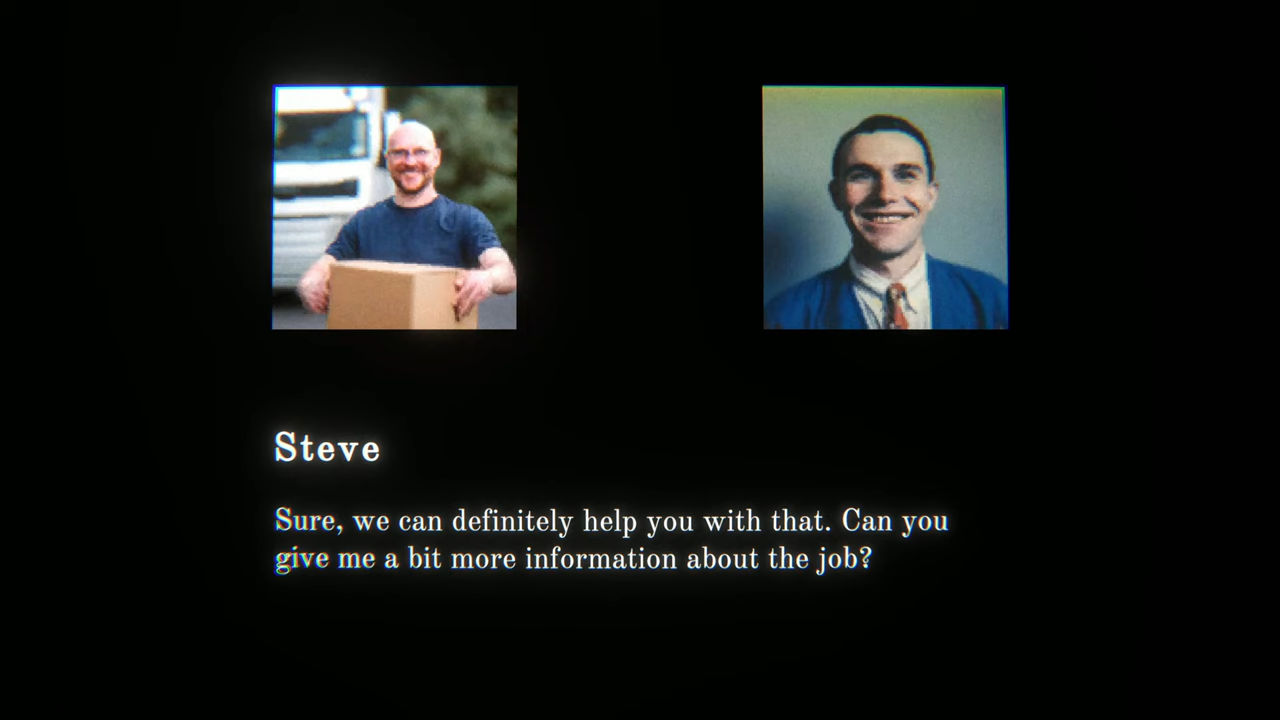 Steve
Sure, we can definitely help you with that. Can you
give me a bit more information about the job?